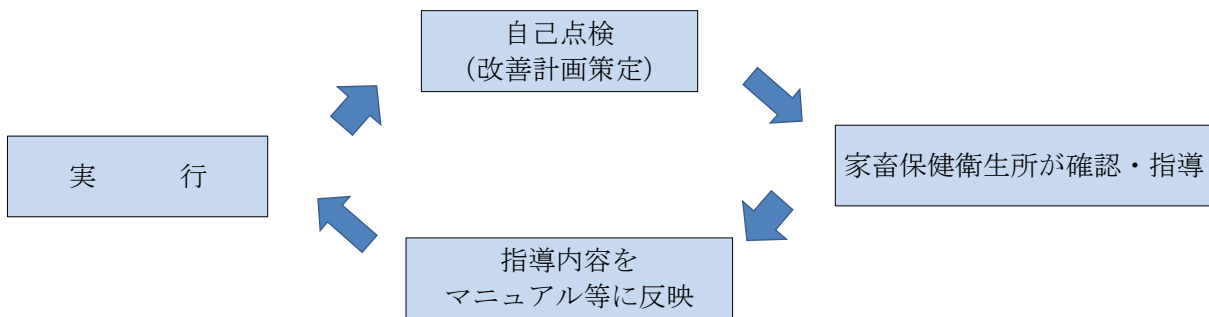 自己点検
（改善計画策定）
家畜保健衛生所が確認・指導
指導内容を
マニュアル等に反映
実　　　行